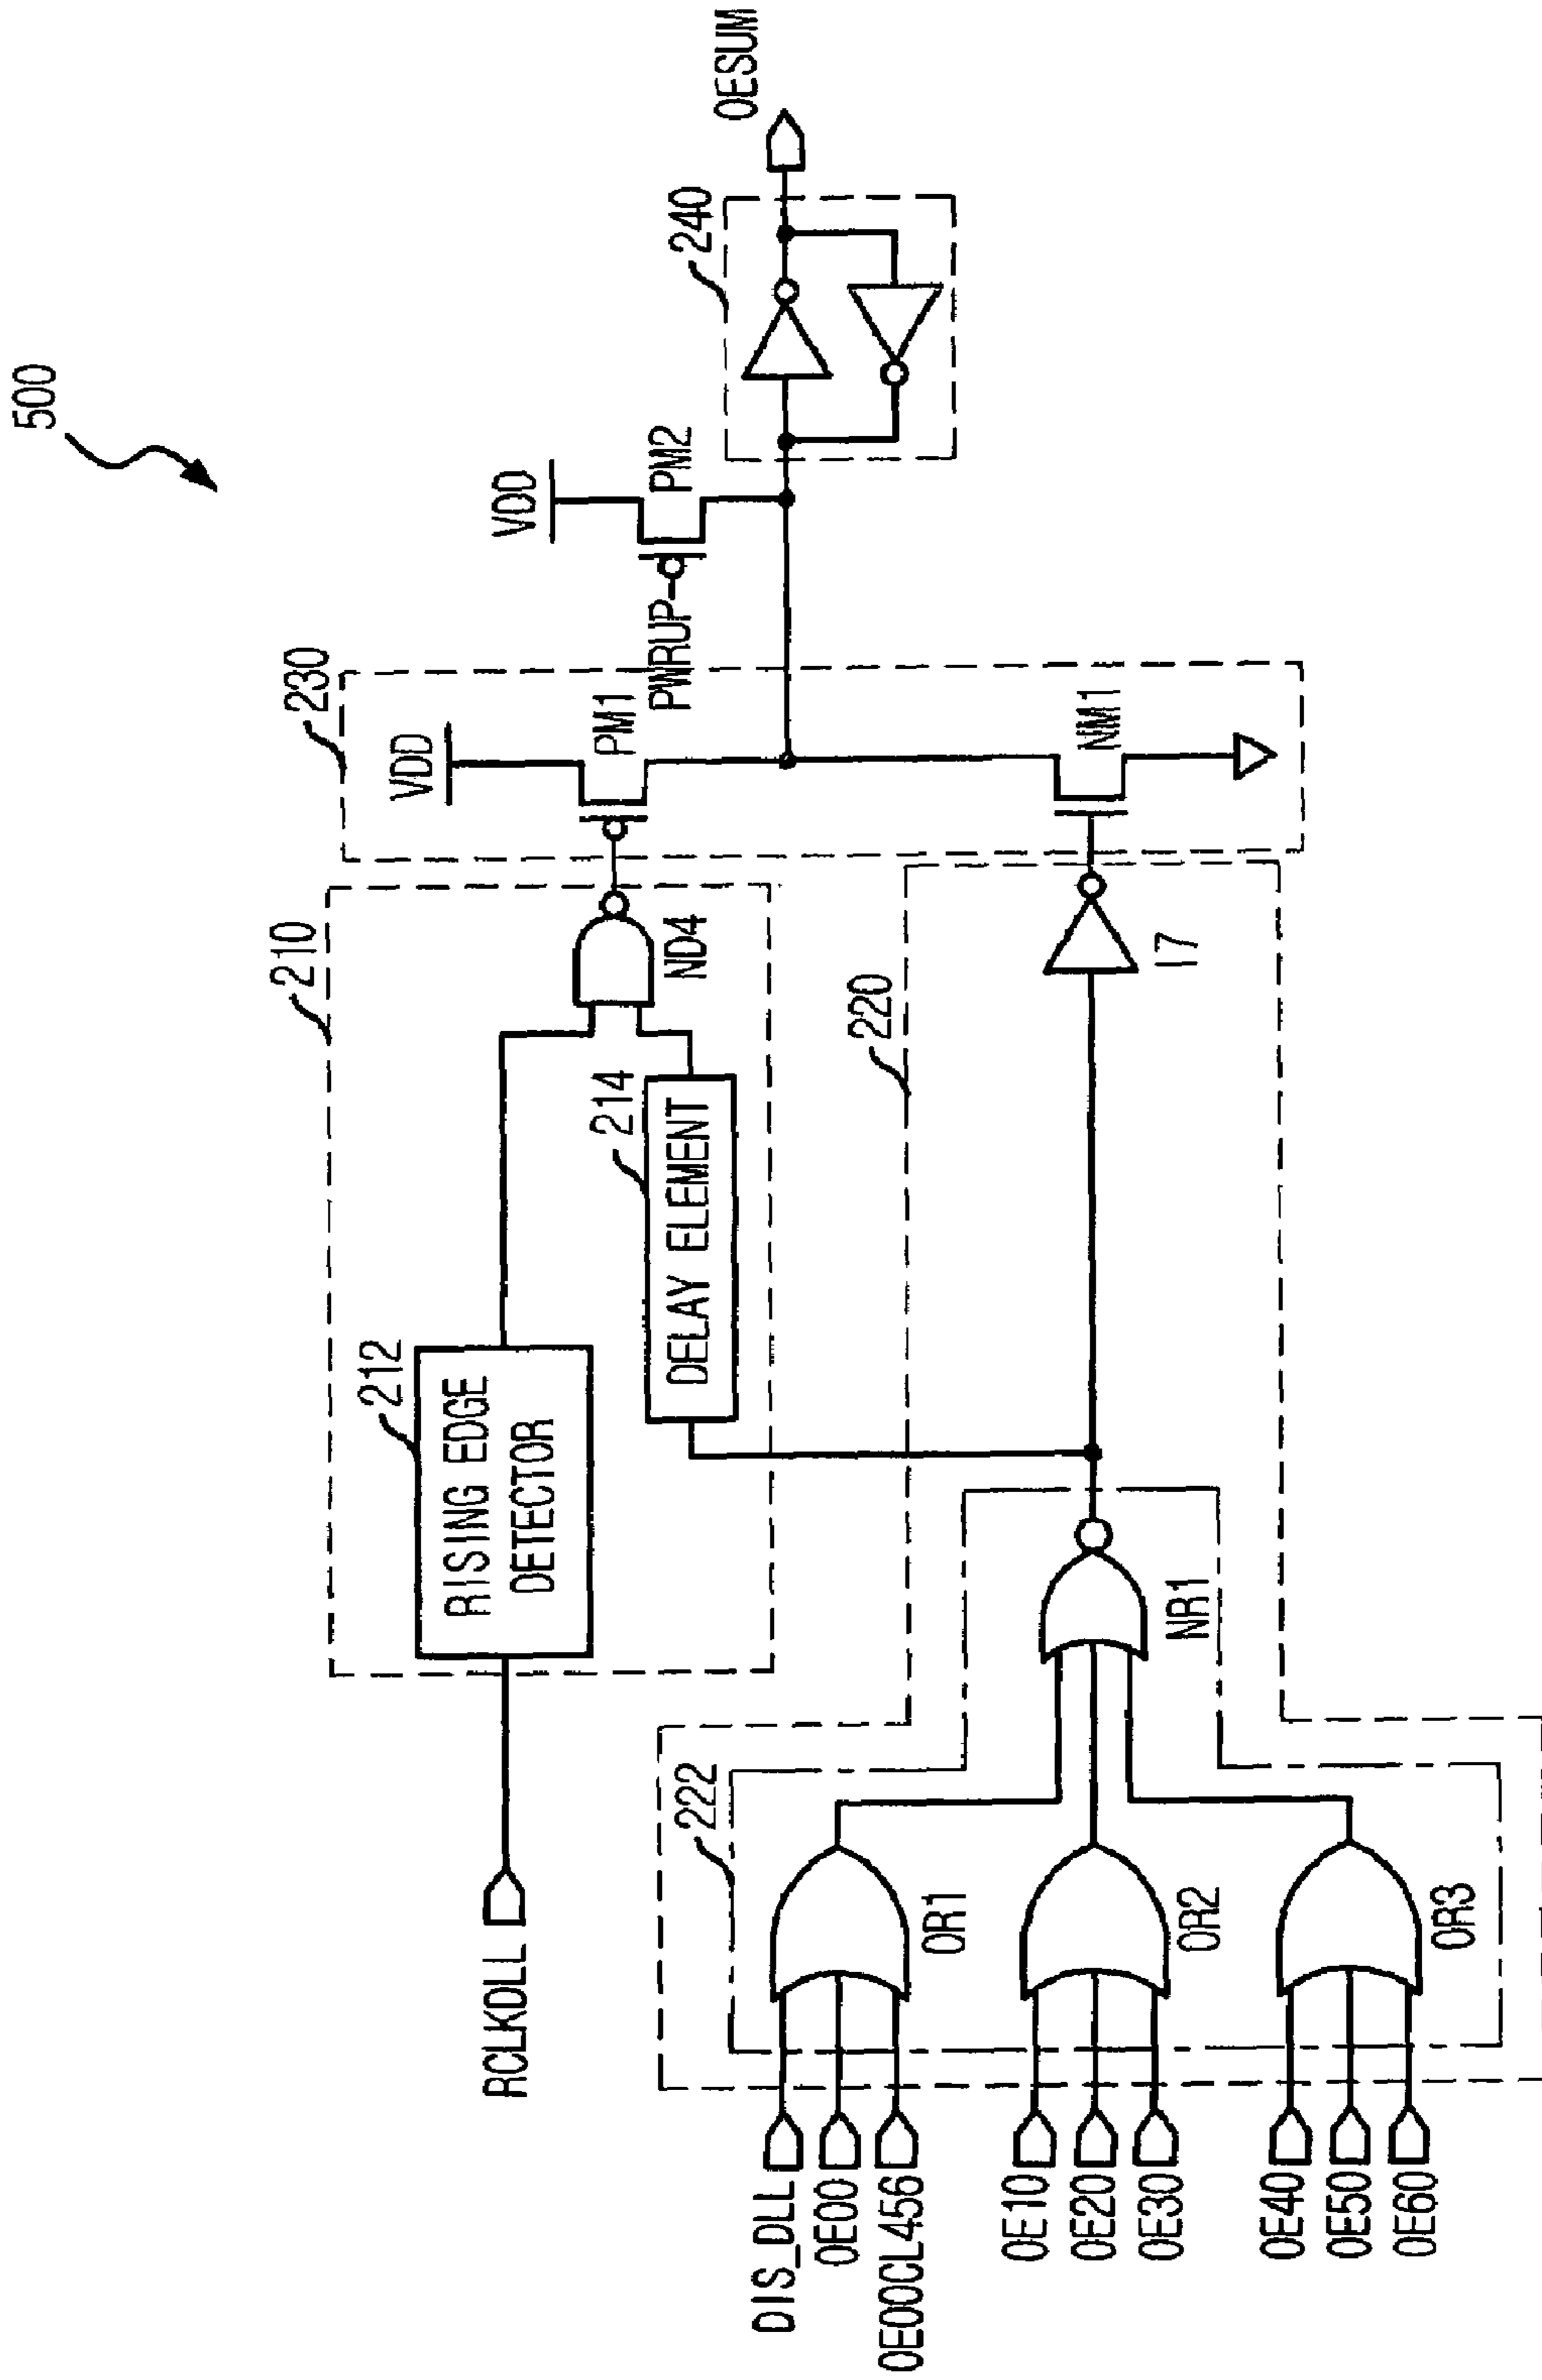 500
VDD
VDD
230
PWRUP
PM2
PM1
240
OESUM
210
ND4
212
RISING EDGE
DETECTOR
214
DELAY ELEMENT
RCLKDLL
220
NM1
I7
222
NR1
DIS_DLL
OE00
OE00CL456
OR1
OE10
OE20
OE30
OR2
OE40
OE50
OE60
OR3